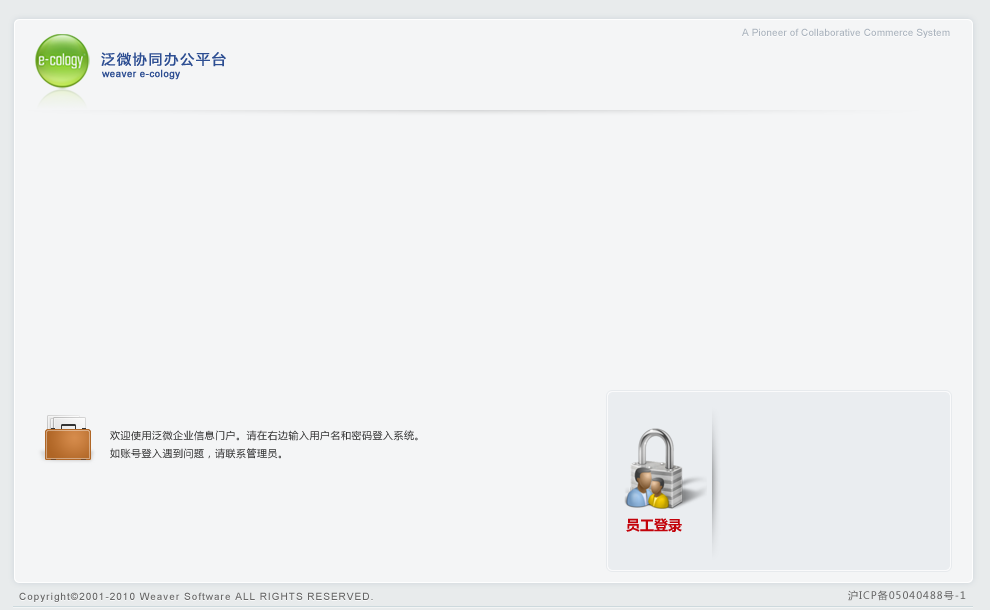 A Pioneer of Collaborative Commerce System
e-cology
泛微协同办公平台
weaver e-cology
欢迎使用泛微企业信息门户。请在右边输入用户名和密码登入系统。
如账号登入遇到问题，请联系管理员。
员工登录
Copyright©2001-2010 Weaver Software ALL RIGHTS RESERVED.
沪ICP备05040488号-1